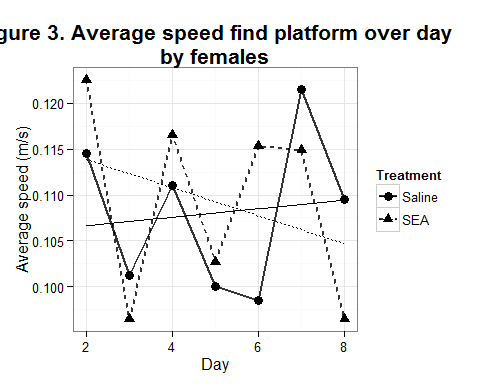 gure 3. Average speed find platform over day
by females
Average speed (m/s)
0.120
0.115
0.110
0.105
0.100
2
4
6
8
Day
Treatment
Saline
SEA